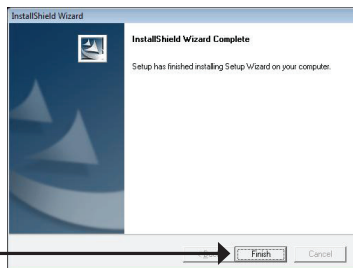 InstallShield Wizard
InstallShield Wizard Complete
Setup has finished installing Setup Wizard on your computer.
Finish
Cancel